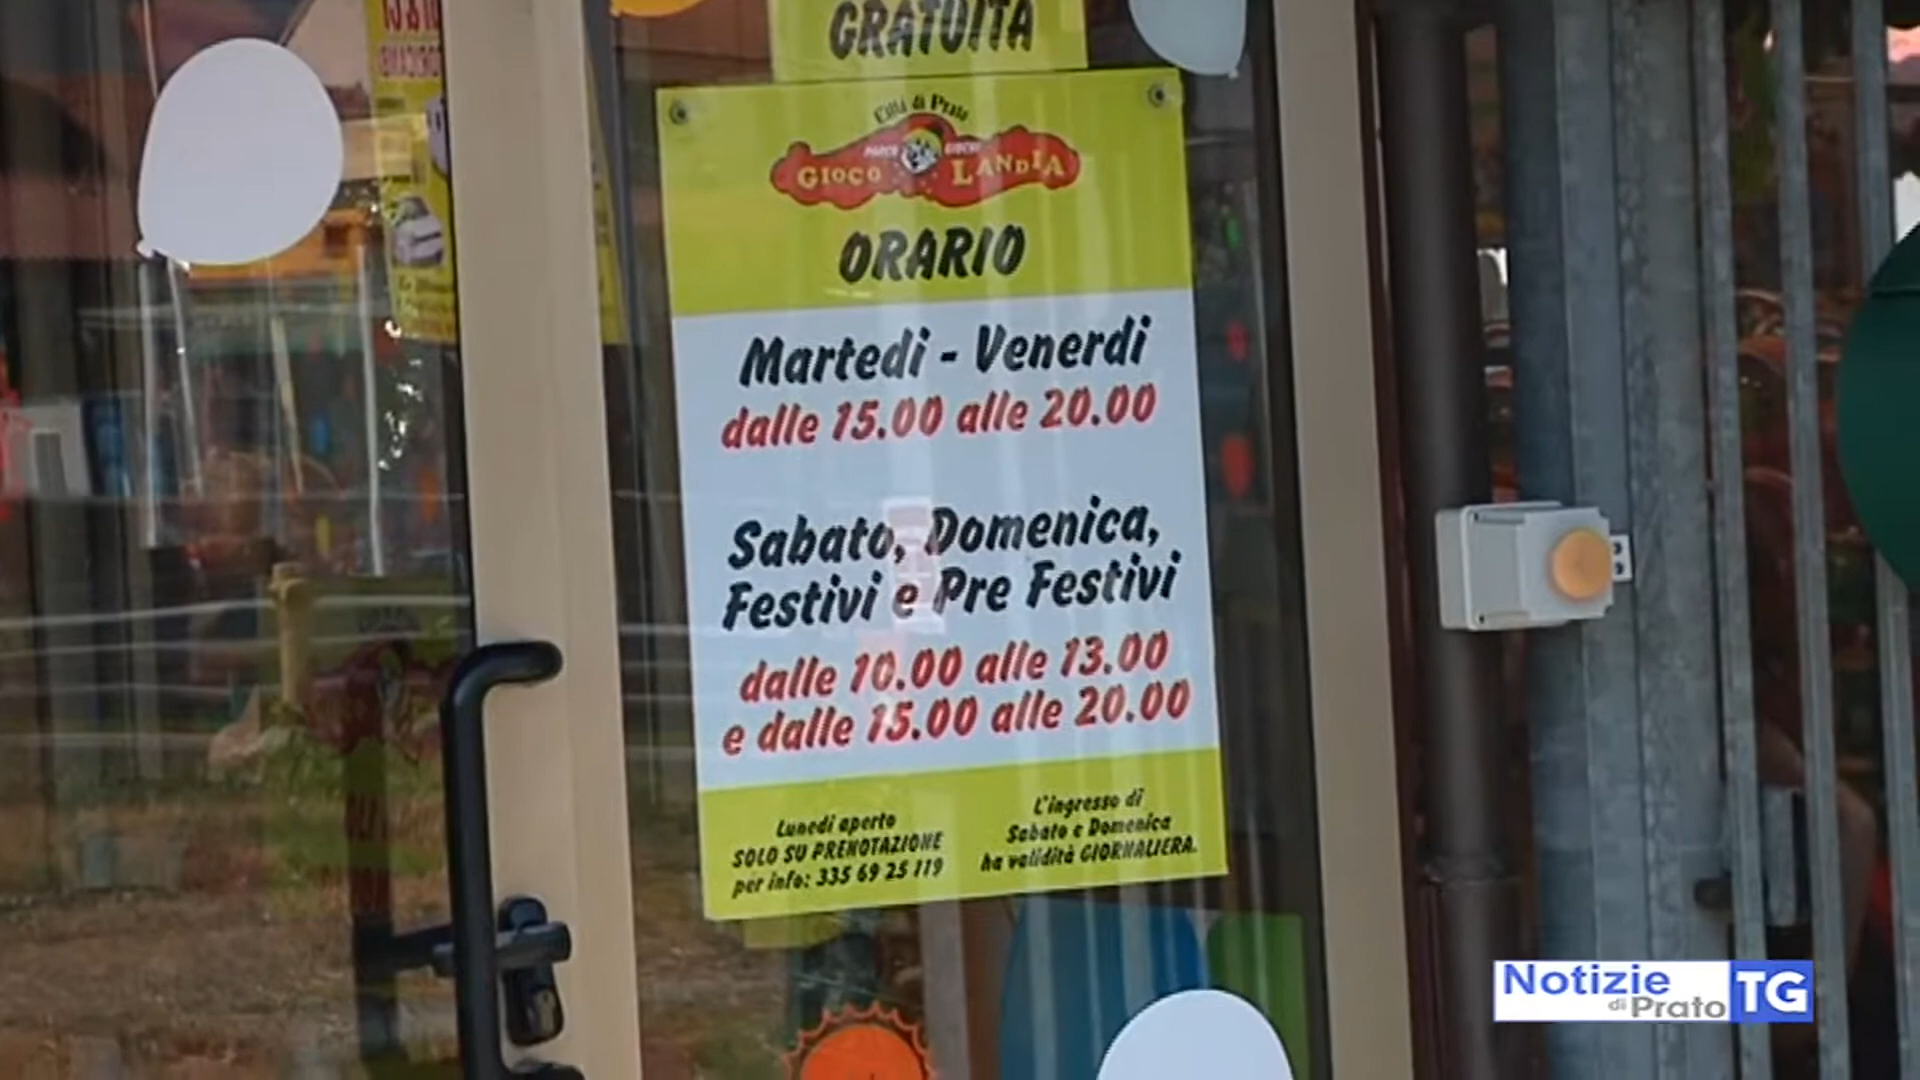 GRATUITA
Città di Prato
PARCO GIOCHI
GIOCO LANDIA
ORARIO
Martedi - Venerdi
dalle 15.00 alle 20.00
Sabato, Domenica,
Festivi e Pre Festivi
dalle 10.00 alle 13.00
e dalle 15.00 alle 20.00
Lunedi aperto
SOLO SU PRENOTAZIONE
per info: 335 69 25 119
L'ingresso di
Sabato e Domenica
ha validità GIORNALIERA.
Notizie
di Prato
TG